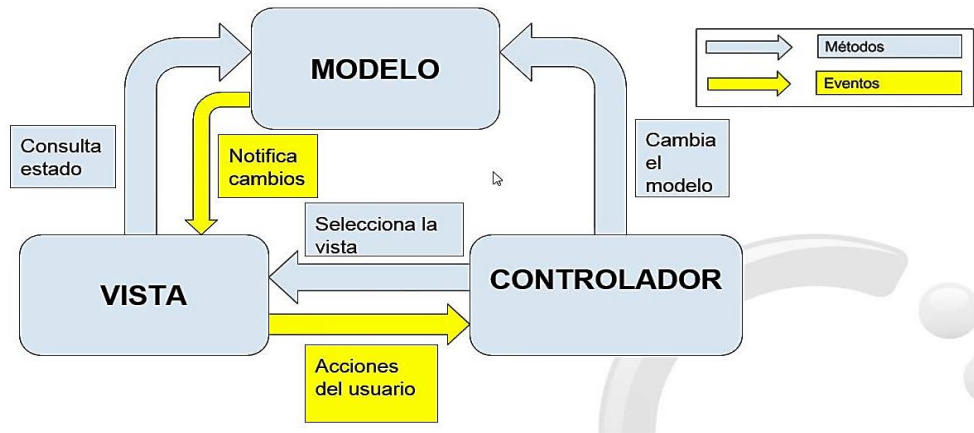 MODELO
Métodos
Eventos
Consulta
estado
Notifica
cambios
Cambia
el
modelo
Selecciona la
vista
VISTA
CONTROLADOR
Acciones
del usuario